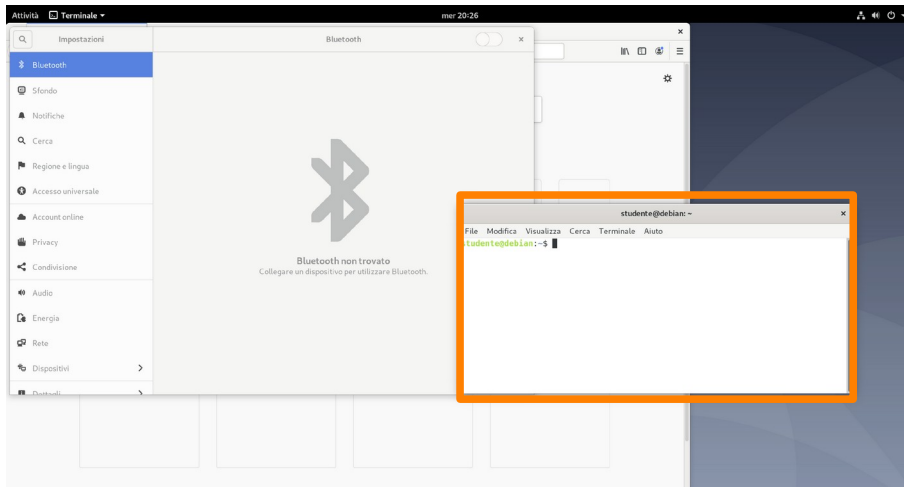 Attività Terminale mer 20:26
Impostazioni Bluetooth
Bluetooth
Sfondo
Notifiche
Cerca
Regione e lingua
Accesso universale
Account online
Privacy
Condivisione
Audio
Energia
Rete
Dispositivi
Dettagli
Bluetooth non trovato
Collegare un dispositivo per utilizzare Bluetooth.
studente@debian: ~
File Modifica Visualizza Cerca Terminale Aiuto
studente@debian:~$